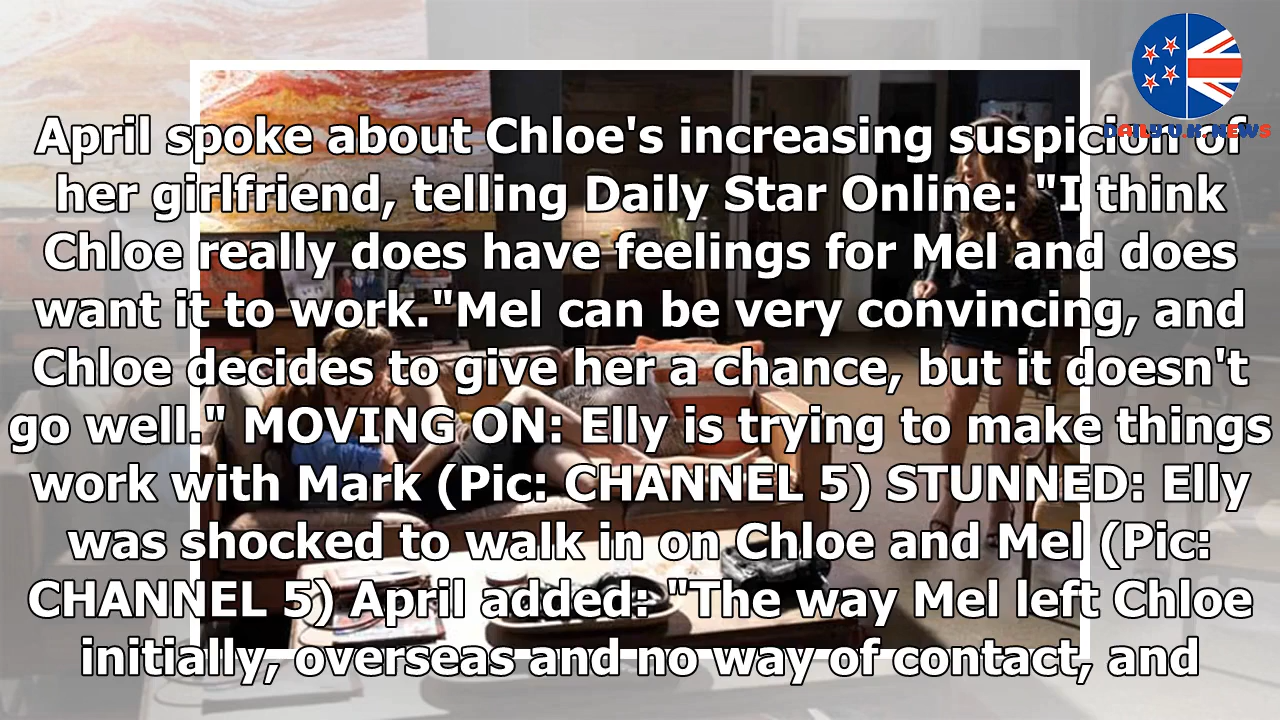 DAILY U.K NEWS
April spoke about Chloe's increasing suspicion of
her girlfriend, telling Daily Star Online: "I think
Chloe really does have feelings for Mel and does
want it to work."Mel can be very convincing, and
Chloe decides to give her a chance, but it doesn't
go well." MOVING ON: Elly is trying to make things
work with Mark (Pic: CHANNEL 5) STUNNED: Elly
was shocked to walk in on Chloe and Mel (Pic:
CHANNEL 5) April added: "The way Mel left Chloe
initially, overseas and no way of contact, and